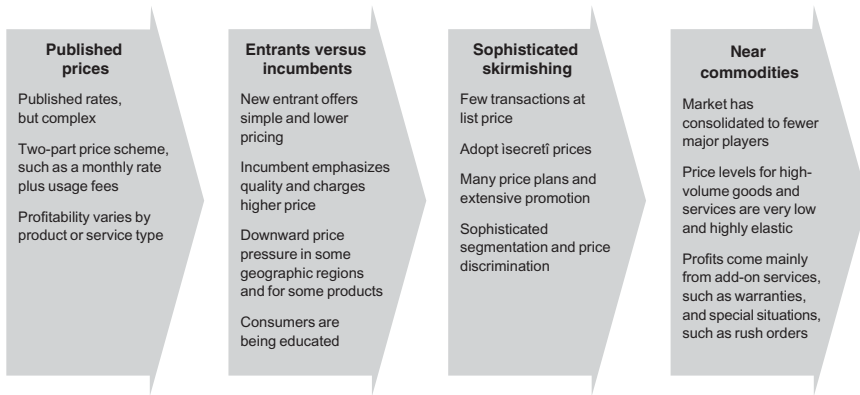 Published
prices
Published rates,
but complex
Two-part price scheme,
such as a monthly rate
plus usage fees
Profitability varies by
product or service type
Entrants versus
incumbents
New entrant offers
simple and lower
pricing
Incumbent emphasizes
quality and charges
higher price
Downward price
pressure in some
geographic regions
and for some products
Consumers are
being educated
Sophisticated
skirmishing
Few transactions at
list price
Adopt ìsecretî prices
Many price plans and
extensive promotion
Sophisticated
segmentation and price
discrimination
Near
commodities
Market has
consolidated to fewer
major players
Price levels for high-
volume goods and
services are very low
and highly elastic
Profits come mainly
from add-on services,
such as warranties,
and special situations,
such as rush orders